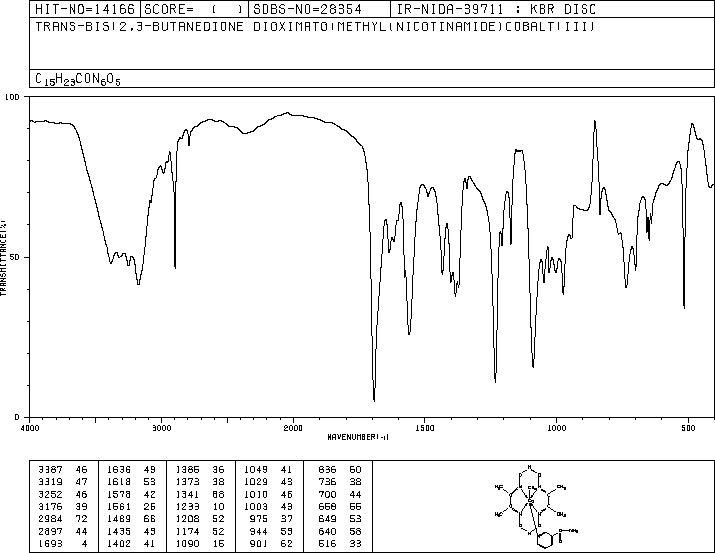 HIT-NO=14166 SCORE= ( ) SDBS-NO=28354 IR-NIDA-39711 : KBR DISC
TRANS-BIS(2,3-BUTANEDIONE DIOXIMATO)METHYL(NICOTINAMIDE)COBALT(III)
C15H23CON6O5
100
50
0
TRANSMITTANCE(%)
4000 3000 2000 1500 1000 500
WAVENUMBER(-1)
3387 46 1636 49 1386 36 1049 41 836 60
3319 47 1618 53 1373 38 1029 43 736 38
3252 46 1578 42 1341 68 1010 46 700 44
3176 39 1561 26 1233 10 1003 43 658 55
2984 72 1489 66 1208 52 975 37 649 53
2897 44 1435 43 1174 52 944 59 640 58
1693 4 1402 41 1090 15 901 62 516 33